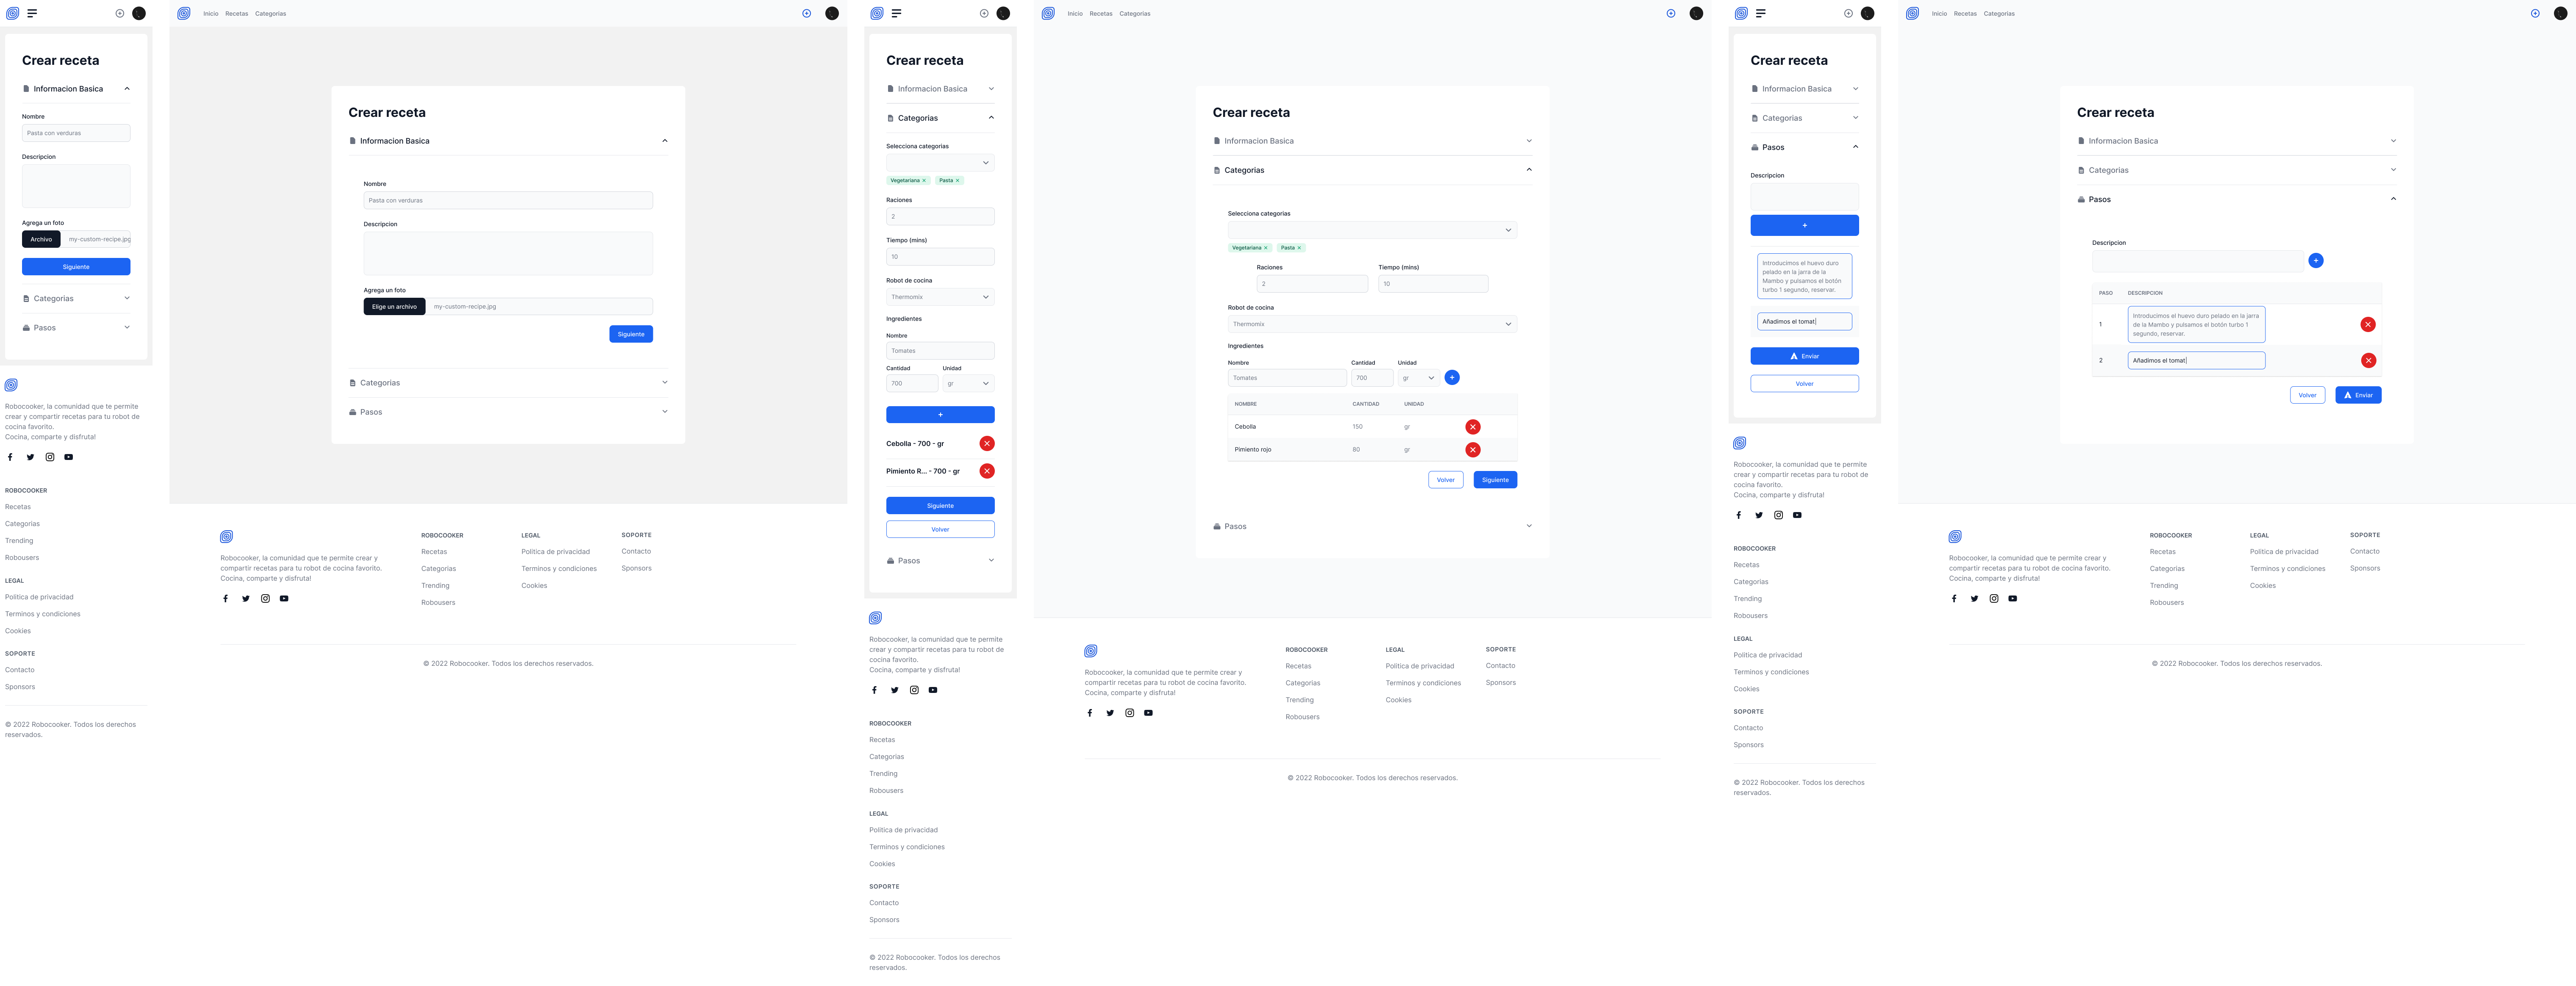 Crear receta
Informacion Basica
Nombre
Pasta con verduras
Descripcion
Agrega un foto
Archivo
my-custom-recipe.jpg
Siguiente
Categorias
Pasos
Robocooker, la comunidad que te permite
crear y compartir recetas para tu robot de
cocina favorito.
Cocina, comparte y disfruta!
ROBOCOOKER
Recetas
Categorias
Trending
Robousers
LEGAL
Politica de privacidad
Terminos y condiciones
Cookies
SOPORTE
Contacto
Sponsors
© 2022 Robocooker. Todos los derechos
reservados.
Inicio Recetas Categorias
Crear receta
Informacion Basica
Nombre
Pasta con verduras
Descripcion
Agrega un foto
Elige un archivo
my-custom-recipe.jpg
Siguiente
Categorias
Pasos
Robocooker, la comunidad que te permite crear y
compartir recetas para tu robot de cocina favorito.
Cocina, comparte y disfruta!
ROBOCOOKER
Recetas
Categorias
Trending
Robousers
LEGAL
Politica de privacidad
Terminos y condiciones
Cookies
SOPORTE
Contacto
Sponsors
© 2022 Robocooker. Todos los derechos reservados.
Crear receta
Informacion Basica
Categorias
Selecciona categorias
Vegetariana × Pasta ×
Raciones
2
Tiempo (mins)
10
Robot de cocina
Thermomix
Ingredientes
Nombre
Tomates
Cantidad Unidad
700 gr
+
Cebolla - 700 - gr
Pimiento R... - 700 - gr
Siguiente
Volver
Pasos
Robocooker, la comunidad que te permite
crear y compartir recetas para tu robot de
cocina favorito.
Cocina, comparte y disfruta!
ROBOCOOKER
Recetas
Categorias
Trending
Robousers
LEGAL
Politica de privacidad
Terminos y condiciones
Cookies
SOPORTE
Contacto
Sponsors
© 2022 Robocooker. Todos los derechos
reservados.
Inicio Recetas Categorias
Crear receta
Informacion Basica
Categorias
Selecciona categorias
Vegetariana × Pasta ×
Raciones Tiempo (mins)
2 10
Robot de cocina
Thermomix
Ingredientes
Nombre Cantidad Unidad
Tomates 700 gr +
NOMBRE CANTIDAD UNIDAD
Cebolla 150 gr
Pimiento rojo 80 gr
Volver Siguiente
Pasos
Robocooker, la comunidad que te permite crear y
compartir recetas para tu robot de cocina favorito.
Cocina, comparte y disfruta!
ROBOCOOKER
Recetas
Categorias
Trending
Robousers
LEGAL
Politica de privacidad
Terminos y condiciones
Cookies
SOPORTE
Contacto
Sponsors
© 2022 Robocooker. Todos los derechos reservados.
Crear receta
Informacion Basica
Categorias
Pasos
Descripcion
+
Introducimos el huevo duro
pelado en la jarra de la
Mambo y pulsamos el botón
turbo 1 segundo, reservar.
Añadimos el tomat|
Enviar
Volver
Robocooker, la comunidad que te permite
crear y compartir recetas para tu robot de
cocina favorito.
Cocina, comparte y disfruta!
ROBOCOOKER
Recetas
Categorias
Trending
Robousers
LEGAL
Politica de privacidad
Terminos y condiciones
Cookies
SOPORTE
Contacto
Sponsors
© 2022 Robocooker. Todos los derechos
reservados.
Inicio Recetas Categorias
Crear receta
Informacion Basica
Categorias
Pasos
Descripcion
+
PASO DESCRIPCION
1 Introducimos el huevo duro pelado en la jarra
de la Mambo y pulsamos el botón turbo 1
segundo, reservar.
2 Añadimos el tomat|
Volver Enviar
Robocooker, la comunidad que te permite crear y
compartir recetas para tu robot de cocina favorito.
Cocina, comparte y disfruta!
ROBOCOOKER
Recetas
Categorias
Trending
Robousers
LEGAL
Politica de privacidad
Terminos y condiciones
Cookies
SOPORTE
Contacto
Sponsors
© 2022 Robocooker. Todos los derechos reservados.